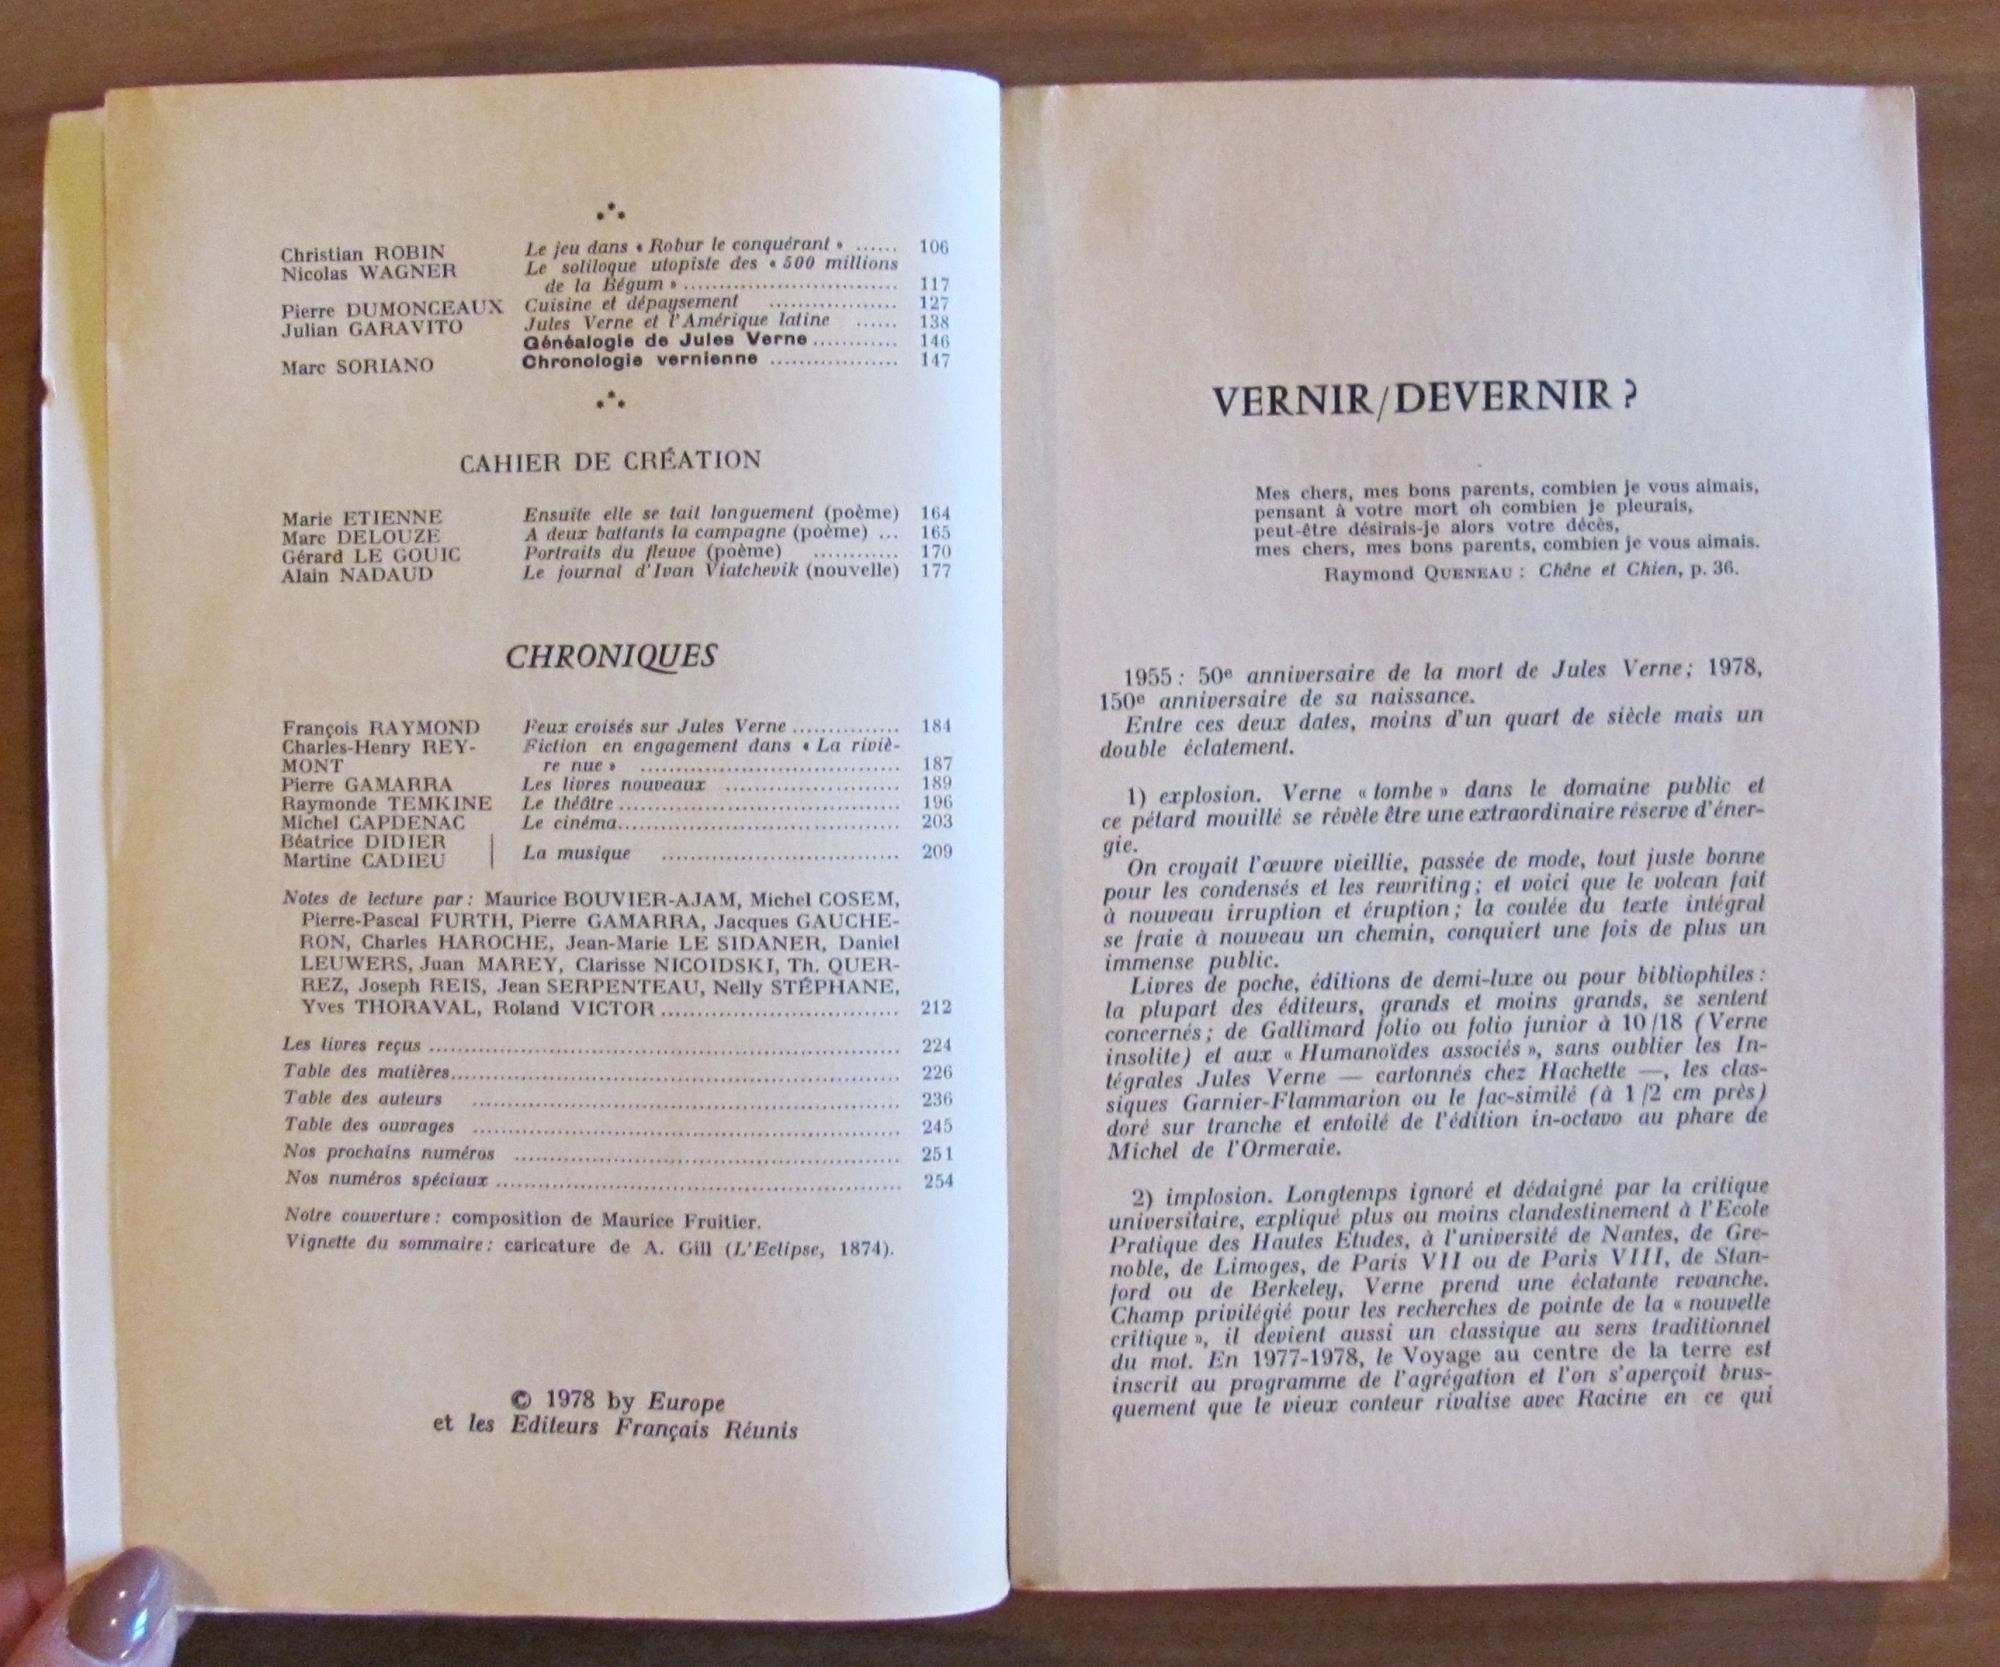 Christian ROBIN Le jeu dans « Robur le conquérant » ...... 106
Nicolas WAGNER Le soliloque utopiste des « 500 millions
de la Bégum » .............................. 117
Pierre DUMONCEAUX Cuisine et dépaysement .................. 127
Julian GARAVITO Jules Verne et l'Amérique latine ...... 138
Généalogie de Jules Verne ............ 146
Marc SORIANO Chronologie vernienne .................. 147
CAHIER DE CRÉATION
Marie ETIENNE Ensuite elle se tait longuement (poème) 164
Marc DELOUZE A deux battants la campagne (poème) ... 165
Gérard LE GOUIC Portraits du fleuve (poème) ............ 170
Alain NADAUD Le journal d'Ivan Viatchevik (nouvelle) 177
CHRONIQUES
François RAYMOND Feux croisés sur Jules Verne ............... 184
Charles-Henry REY- Fiction en engagement dans « La riviè-
MONT re nue » .................................... 187
Pierre GAMARRA Les livres nouveaux ........................ 189
Raymonde TEMKINE Le théâtre ....................................... 196
Michel CAPDENAC Le cinéma....................................... 203
Béatrice DIDIER
Martine CADIEU La musique .................................. 209
Notes de lecture par : Maurice BOUVIER-AJAM, Michel COSEM,
Pierre-Pascal FURTH, Pierre GAMARRA, Jacques GAUCHE-
RON, Charles HAROCHE, Jean-Marie LE SIDANER, Daniel
LEUWERS, Juan MAREY, Clarisse NICOIDSKI, Th. QUER-
REZ, Joseph REIS, Jean SERPENTEAU, Nelly STÉPHANE,
Yves THORAVAL, Roland VICTOR .................................. 212
Les livres reçus .................................................................. 224
Table des matières................................................................ 226
Table des auteurs ............................................................ 236
Table des ouvrages ............................................................ 245
Nos prochains numéros ...................................................... 251
Nos numéros spéciaux ........................................................ 254
Notre couverture : composition de Maurice Fruitier.
Vignette du sommaire : caricature de A. Gill (L'Eclipse, 1874).
© 1978 by Europe
et les Editeurs Français Réunis
VERNIR/DEVERNIR ?
Mes chers, mes bons parents, combien je vous aimais,
pensant à votre mort oh combien je pleurais,
peut-être désirais-je alors votre décès,
mes chers, mes bons parents, combien je vous aimais.
Raymond QUENEAU : Chêne et Chien, p. 36.
1955 : 50e anniversaire de la mort de Jules Verne ; 1978,
150e anniversaire de sa naissance.
Entre ces deux dates, moins d'un quart de siècle mais un
double éclatement.
1) explosion. Verne « tombe » dans le domaine public et
ce pétard mouillé se révèle être une extraordinaire réserve d'éner-
gie.
On croyait l'œuvre vieillie, passée de mode, tout juste bonne
pour les condensés et les rewriting ; et voici que le volcan fait
à nouveau irruption et éruption ; la coulée du texte intégral
se fraie à nouveau un chemin, conquiert une fois de plus un
immense public.
Livres de poche, éditions de demi-luxe ou pour bibliophiles :
la plupart des éditeurs, grands et moins grands, se sentent
concernés ; de Gallimard folio ou folio junior à 10/18 (Verne
insolite) et aux « Humanoïdes associés », sans oublier les In-
tégrales Jules Verne — cartonnés chez Hachette —, les clas-
siques Garnier-Flammarion ou le fac-similé (à 1/2 cm près)
doré sur tranche et entoilé de l'édition in-octavo au phare de
Michel de l'Ormeraie.
2) implosion. Longtemps ignoré et dédaigné par la critique
universitaire, expliqué plus ou moins clandestinement à l'Ecole
Pratique des Hautes Etudes, à l'université de Nantes, de Gre-
noble, de Limoges, de Paris VII ou de Paris VIII, de Stan-
ford ou de Berkeley, Verne prend une éclatante revanche.
Champ privilégié pour les recherches de pointe de la « nouvelle
critique », il devient aussi un classique au sens traditionnel
du mot. En 1977-1978, le Voyage au centre de la terre est
inscrit au programme de l'agrégation et l'on s'aperçoit brus-
quement que le vieux conteur rivalise avec Racine en ce qui